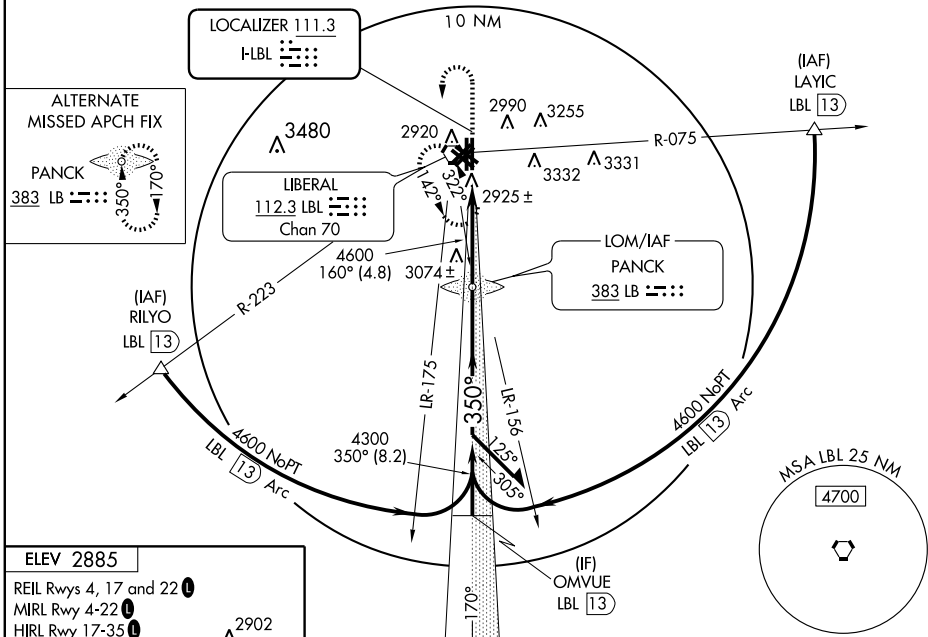 LOCALIZER 111.3
I-LBL
10 NM
(IAF)
LAYIC
LBL 13
ALTERNATE
MISSED APCH FIX
PANCK
383 LB
350°
170°
3480
2920
2990
3255
R-075
3332
3331
LIBERAL
112.3 LBL
Chan 70
142°
322°
2925 ±
4600
160° (4.8)
3074 ±
LOM/IAF
PANCK
383 LB
R-223
(IAF)
RILYO
LBL 13
LR-175
350°
LR-156
4600 NoPT
LBL 13 Arc
4300
350° (8.2)
125°
305°
4600 NoPT
LBL 13 Arc
MSA LBL 25 NM
4700
(IF)
OMVUE
LBL 13
170°
ELEV 2885
REIL Rwys 4, 17 and 22 L
MIRL Rwy 4-22 L
HIRL Rwy 17-35 L
2902